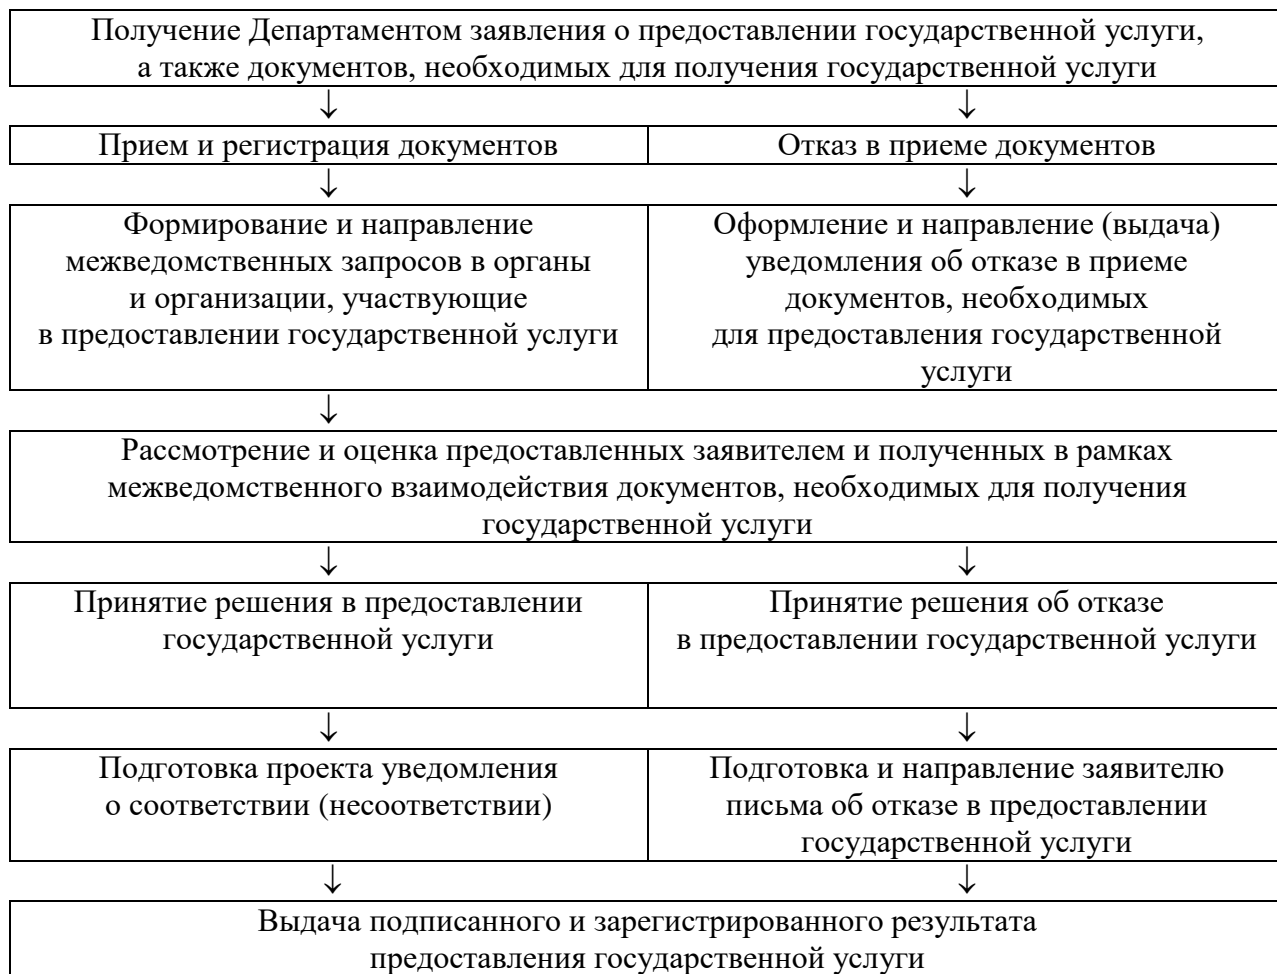 Получение Департаментом заявления о предоставлении государственной услуги,
а также документов, необходимых для получения государственной услуги
↓ ↓
Прием и регистрация документов
Отказ в приеме документов
↓ ↓
Формирование и направление
межведомственных запросов в органы
и организации, участвующие
в предоставлении государственной услуги
Оформление и направление (выдача)
уведомления об отказе в приеме
документов, необходимых
для предоставления государственной
услуги
↓
Рассмотрение и оценка предоставленных заявителем и полученных в рамках
межведомственного взаимодействия документов, необходимых для получения
государственной услуги
↓ ↓
Принятие решения в предоставлении
государственной услуги
Принятие решения об отказе
в предоставлении государственной услуги
↓ ↓
Подготовка проекта уведомления
о соответствии (несоответствии)
Подготовка и направление заявителю
письма об отказе в предоставлении
государственной услуги
↓ ↓
Выдача подписанного и зарегистрированного результата
предоставления государственной услуги